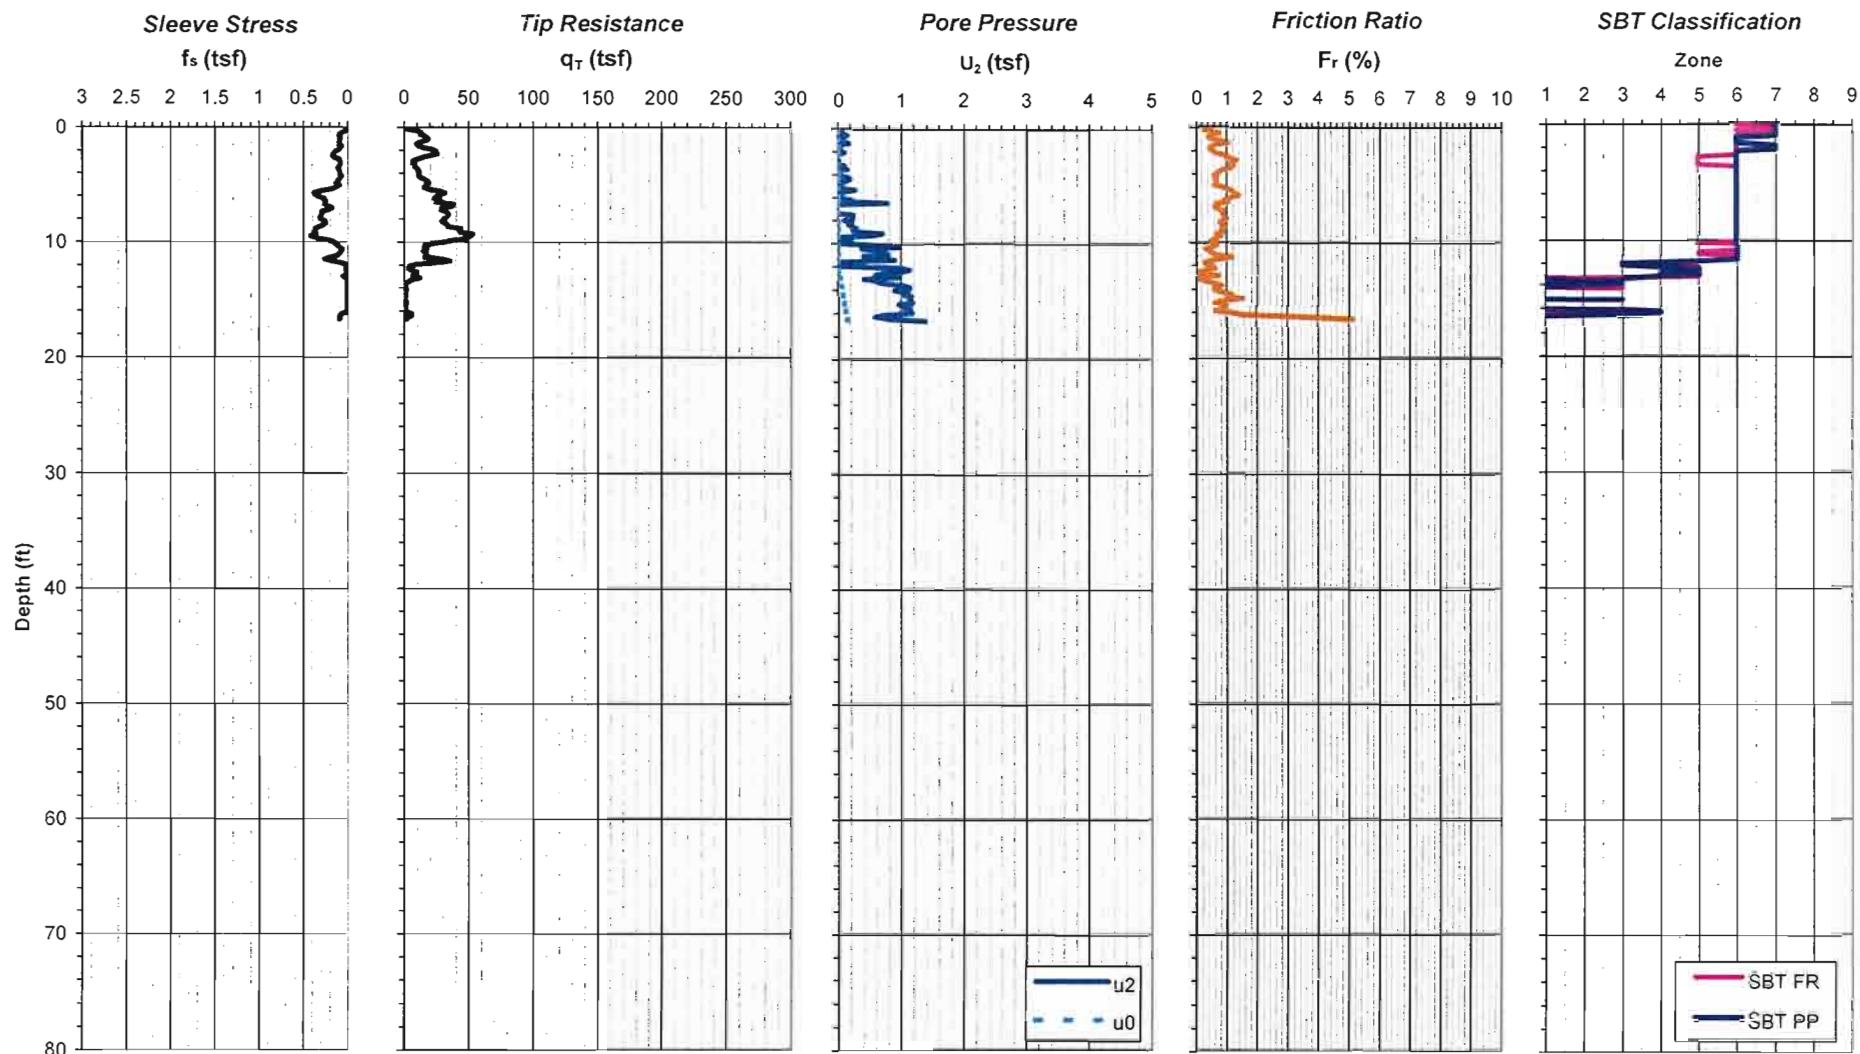 Sleeve Stress Tip Resistance Pore Pressure Friction Ratio SBT Classification
fs (tsf) qT (tsf) U2 (tsf) Fr (%) Zone
3 2.5 2 1.5 1 0.5 0 0 50 100 150 200 250 300 0 1 2 3 4 5 0 1 2 3 4 5 6 7 8 9 10 1 2 3 4 5 6 7 8 9
0
10
20
30
40
50
60
70
80
Depth (ft)
u2
u0
SBT FR
SBT PP